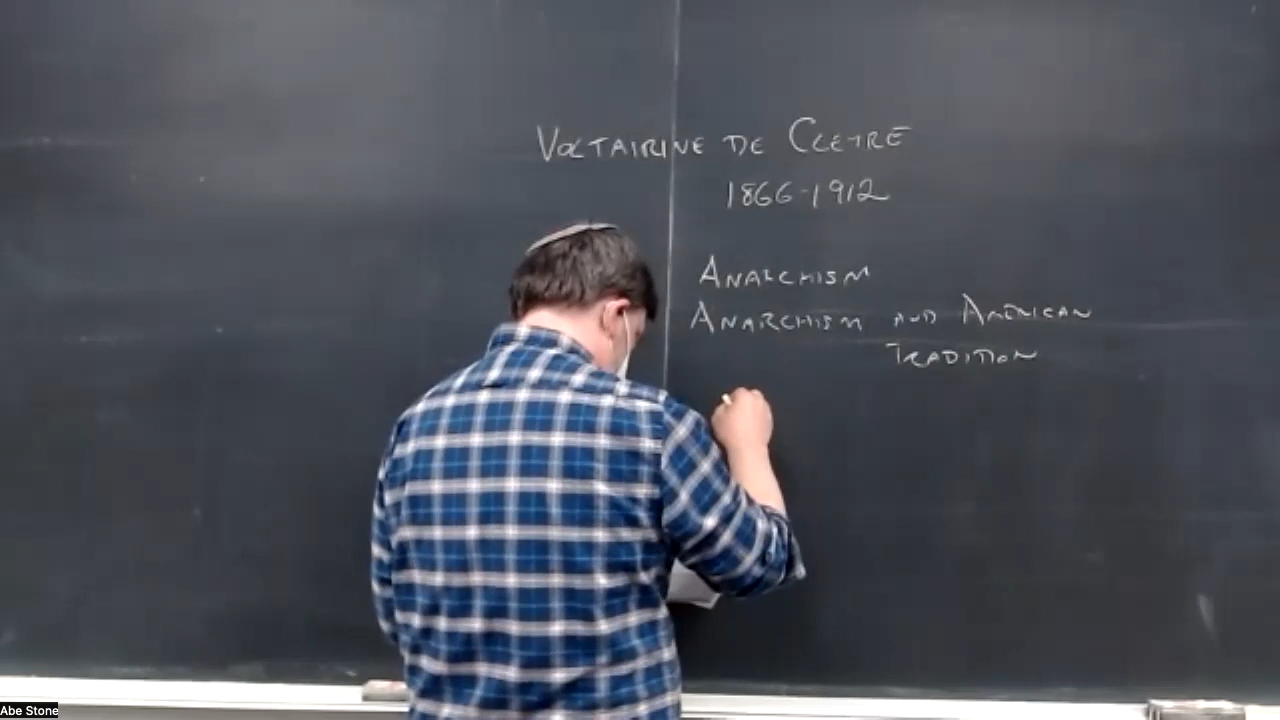 VOLTAIRINE DE CLEYRE
1866-1912
ANARCHISM
ANARCHISM AND AMERICAN
TRADITION
Abe Stone